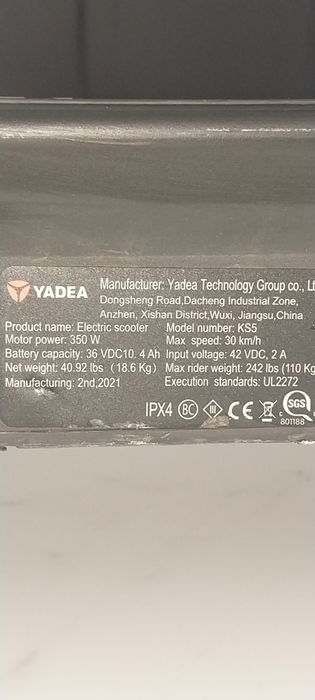 YADEA
Manufacturer: Yadea Technology Group co., Lt
Dongsheng Road,Dacheng Industrial Zone,
Anzhen, Xishan District,Wuxi, Jiangsu,China
Product name: Electric scooter Model number: KS5
Motor power: 350 W Max speed: 30 km/h
Battery capacity: 36 VDC10. 4 Ah Input voltage: 42 VDC, 2 A
Net weight: 40.92 lbs (18.6 Kg) Max rider weight: 242 lbs (110 Kg
Manufacturing: 2nd,2021 Execution standards: UL2272
IPX4 BC III CE C SGS
801188